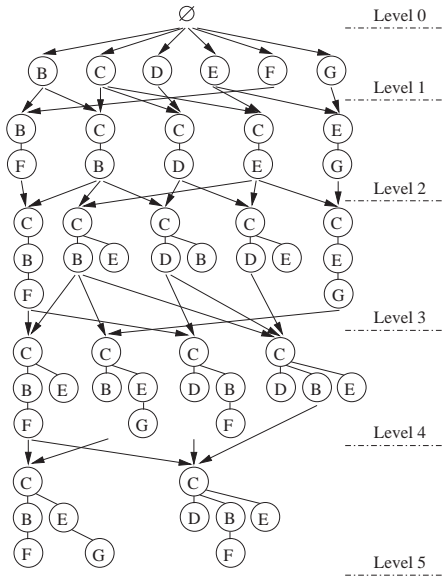 ∅
Level 0
B C D E F G
Level 1
B C C C E
F B D E G
Level 2
C C C C C
B B E D B D E E
F G
Level 3
C C C C
B E B E D B D B E
F G F
Level 4
C C
B E D B E
F G F
Level 5